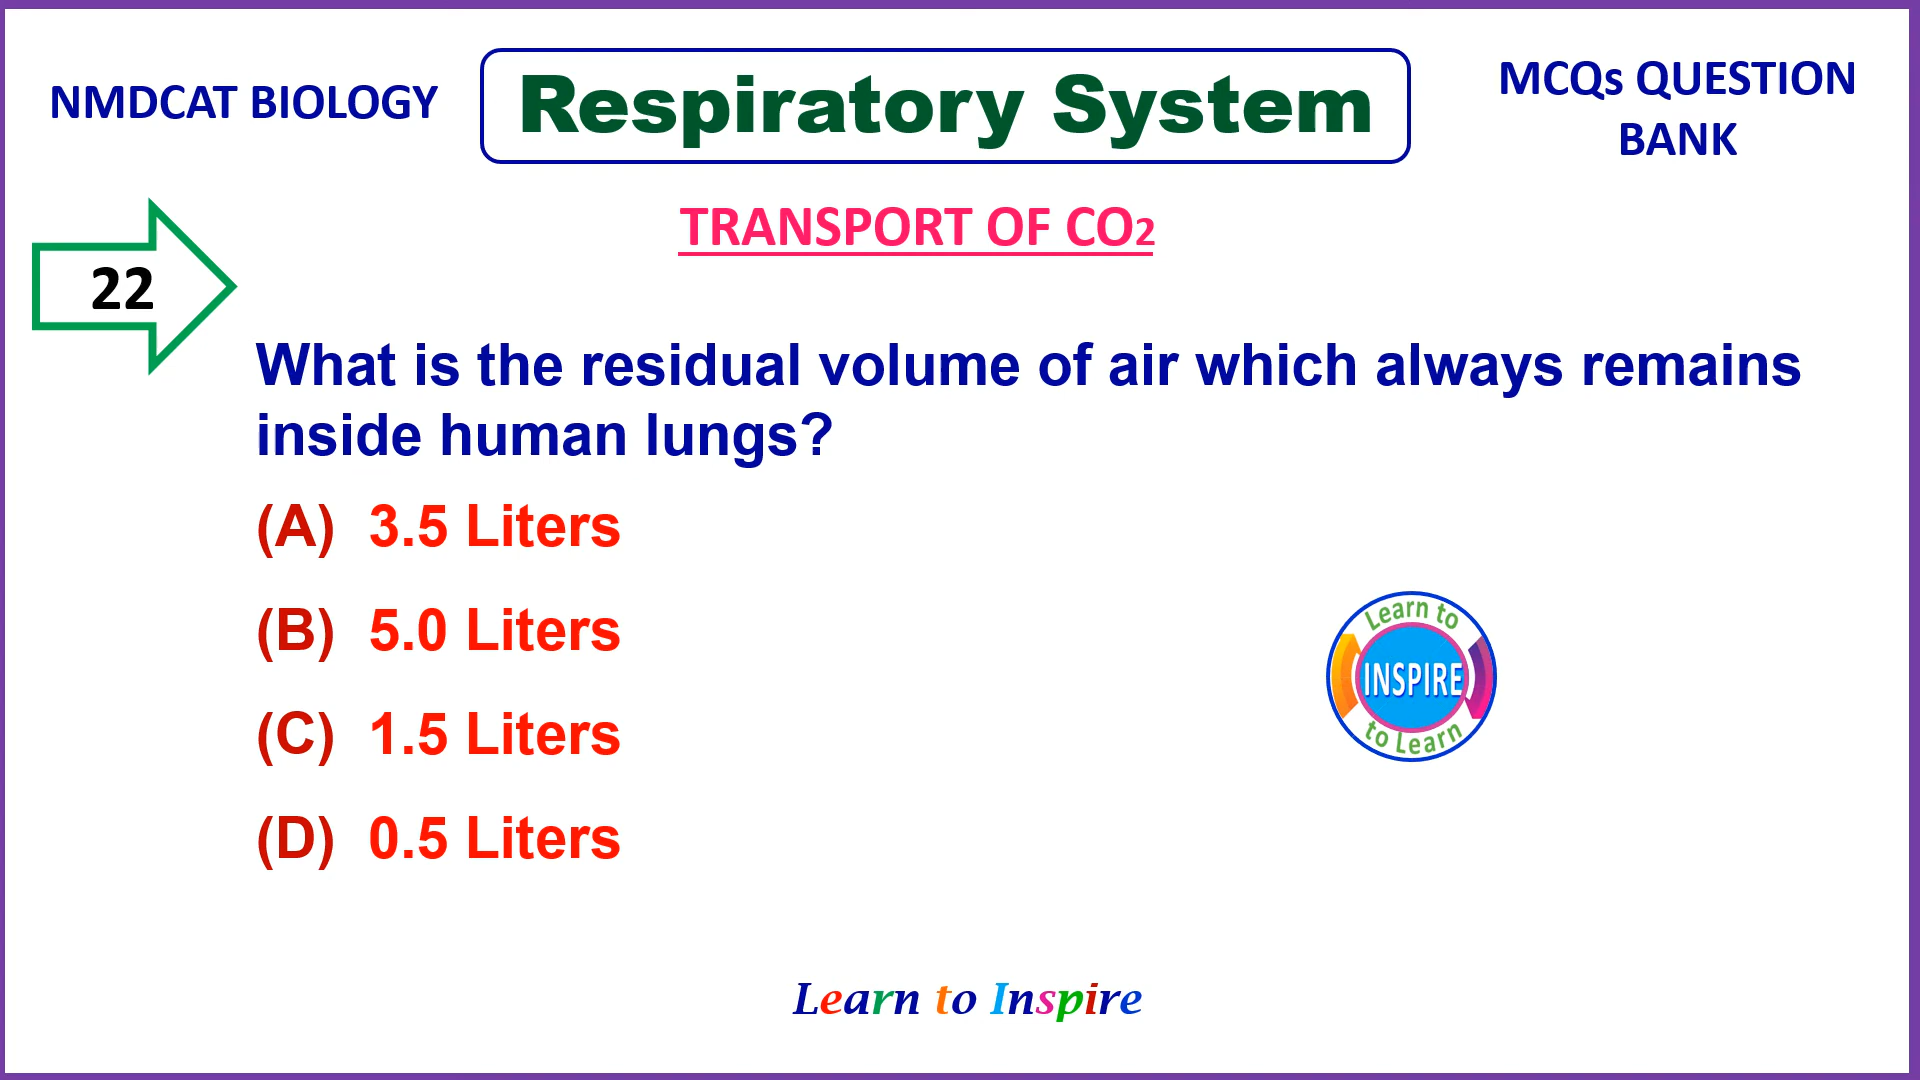 NMDCAT BIOLOGY
Respiratory System
MCQs QUESTION
BANK
TRANSPORT OF CO2
22
What is the residual volume of air which always remains
inside human lungs?
(A) 3.5 Liters
(B) 5.0 Liters
(C) 1.5 Liters
(D) 0.5 Liters
Learn to
INSPIRE
to Learn
Learn to Inspire